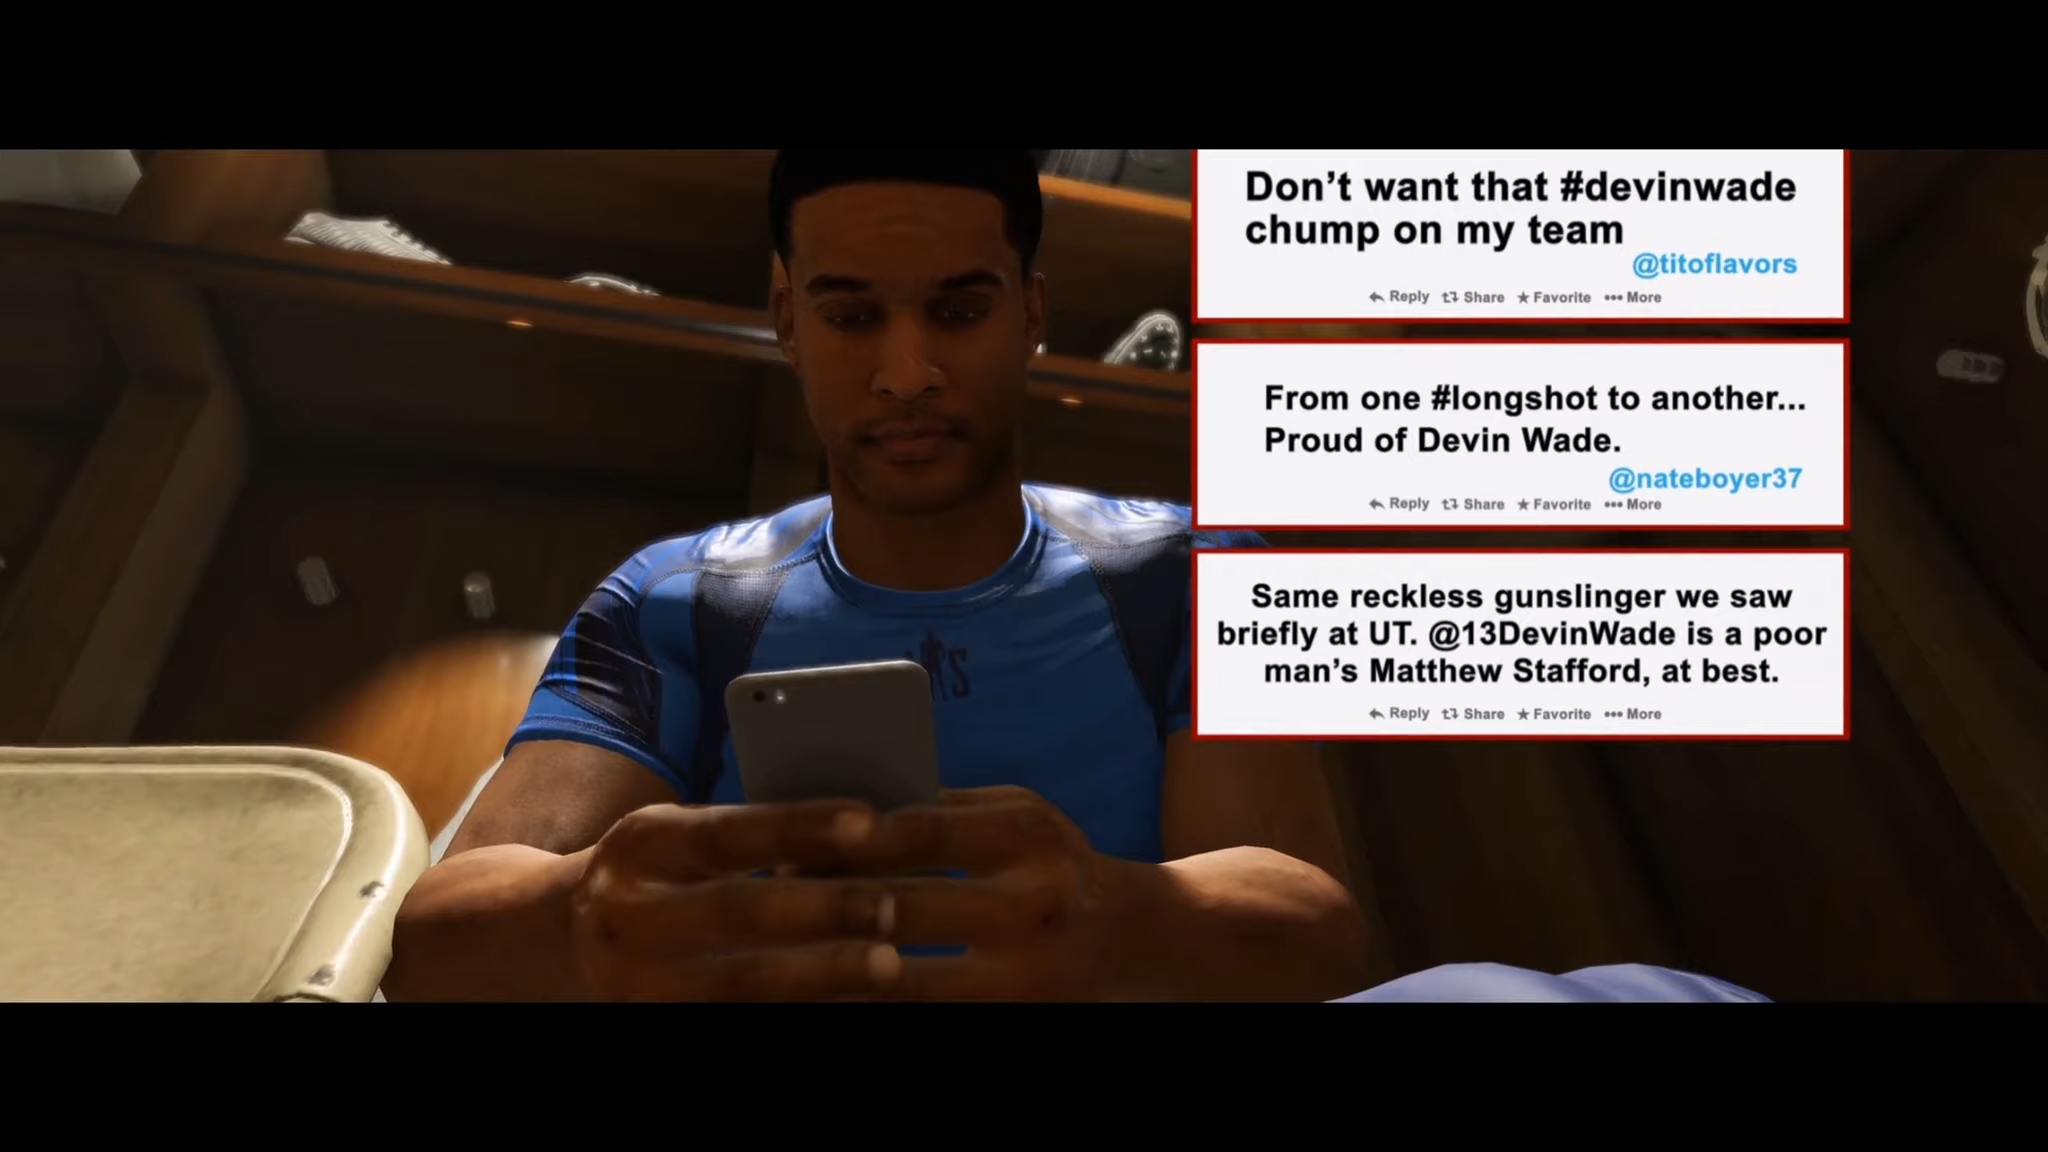 Don't want that #devinwade
chump on my team
@titoflavors
Reply Share Favorite More
From one #longshot to another...
Proud of Devin Wade.
@nateboyer37
Reply Share Favorite More
Same reckless gunslinger we saw
briefly at UT. @13DevinWade is a poor
man's Matthew Stafford, at best.
Reply Share Favorite More